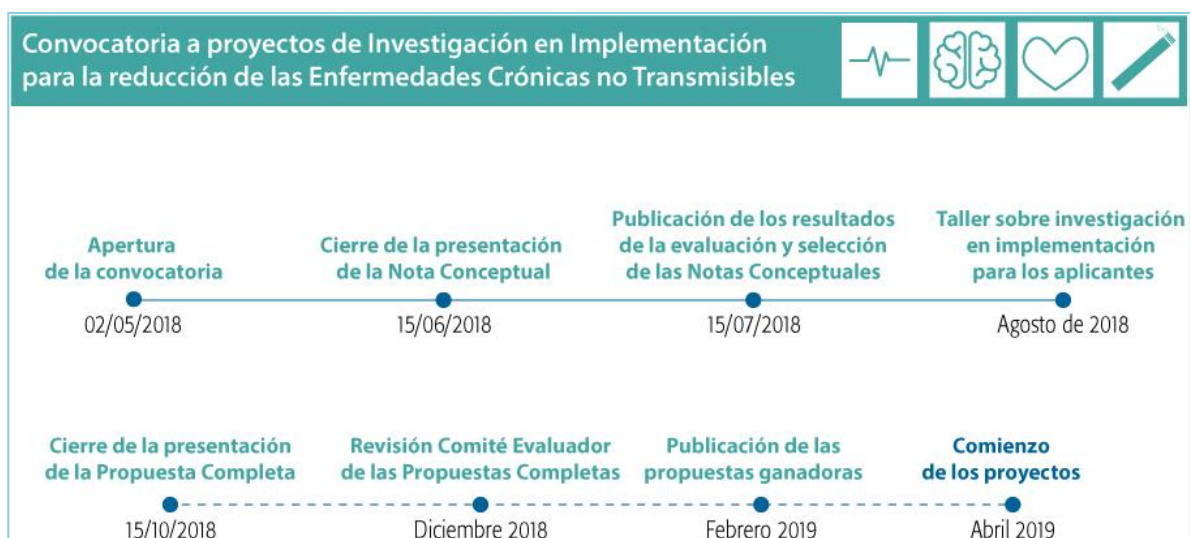 Convocatoria a proyectos de Investigación en Implementación
para la reducción de las Enfermedades Crónicas no Transmisibles
Apertura
de la convocatoria
02/05/2018
Cierre de la presentación
de la Nota Conceptual
15/06/2018
Publicación de los resultados
de la evaluación y selección
de las Notas Conceptuales
15/07/2018
Taller sobre investigación
en implementación
para los aplicantes
Agosto de 2018
Cierre de la presentación
de la Propuesta Completa
15/10/2018
Revisión Comité Evaluador
de las Propuestas Completas
Diciembre 2018
Publicación de las
propuestas ganadoras
Febrero 2019
Comienzo
de los proyectos
Abril 2019